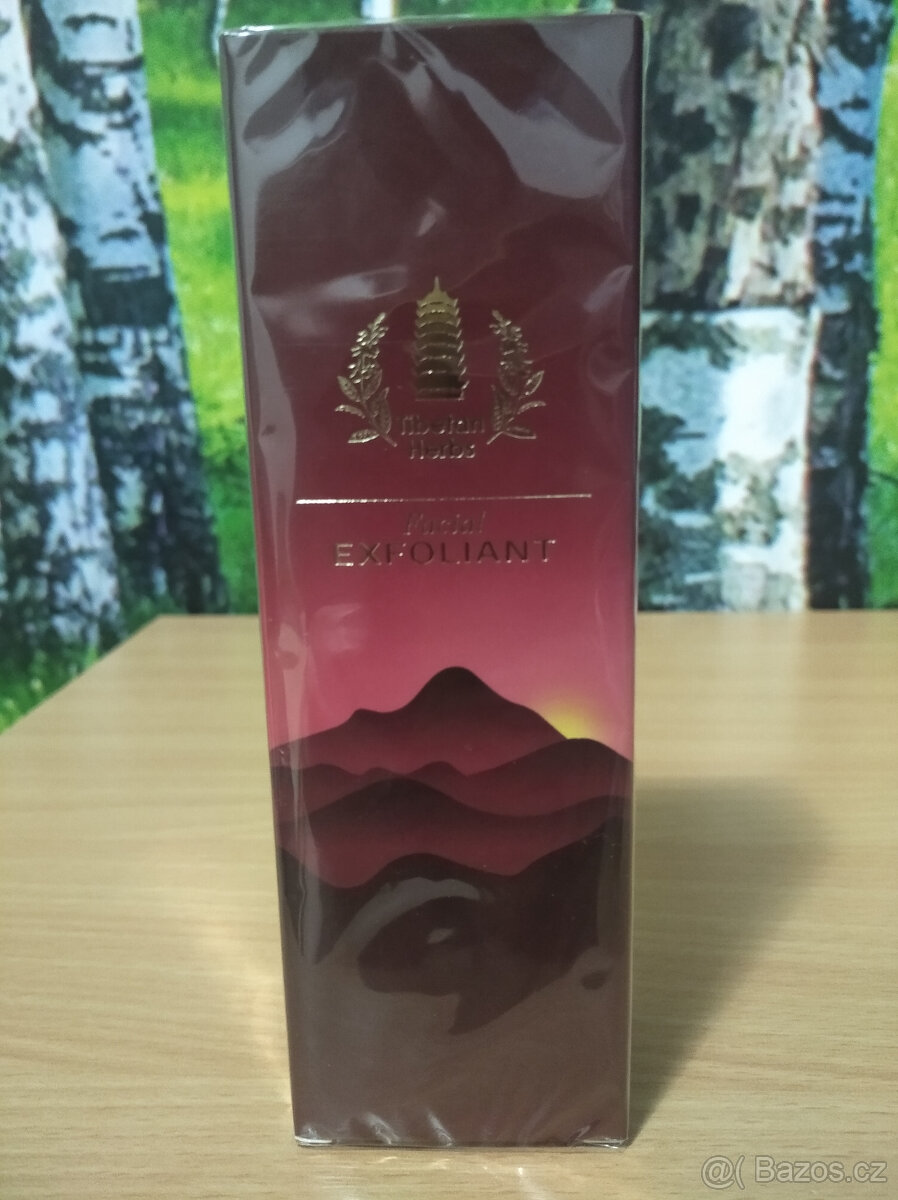 Tibetan
Herbs
Facial
EXFOLIANT
@( Bazos.cz